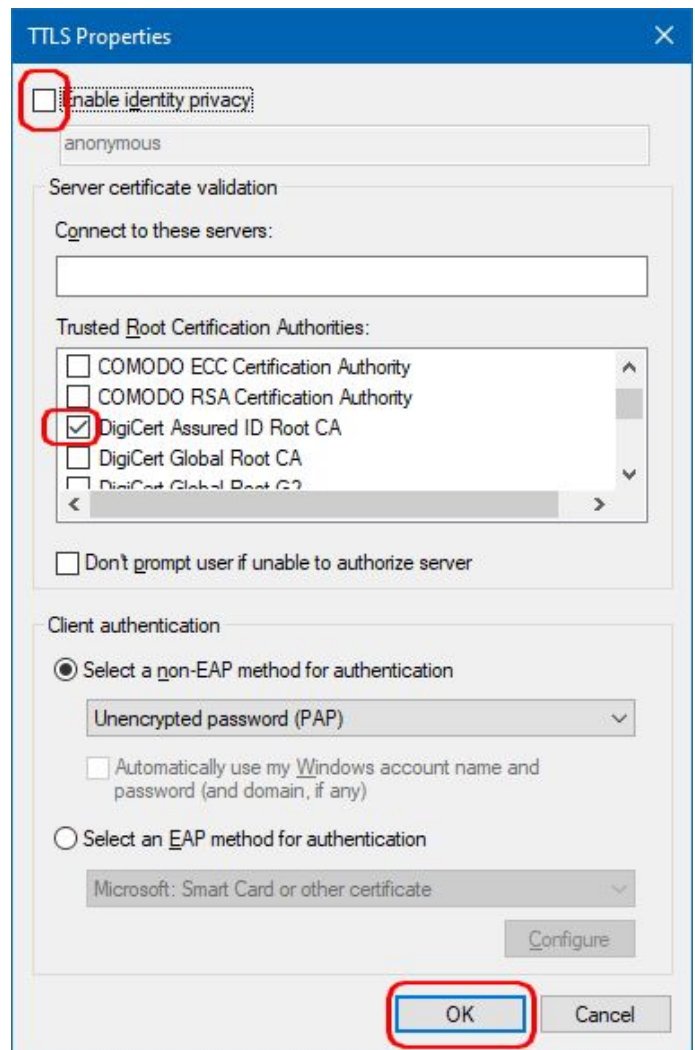 TTLS Properties
Enable identity privacy
anonymous
Server certificate validation
Connect to these servers:
Trusted Root Certification Authorities:
COMODO ECC Certification Authority
COMODO RSA Certification Authority
DigiCert Assured ID Root CA
DigiCert Global Root CA
DigiCert Global Root G2
Don't prompt user if unable to authorize server
Client authentication
Select a non-EAP method for authentication
Unencrypted password (PAP)
Automatically use my Windows account name and
password (and domain, if any)
Select an EAP method for authentication
Microsoft: Smart Card or other certificate
Configure
OK Cancel